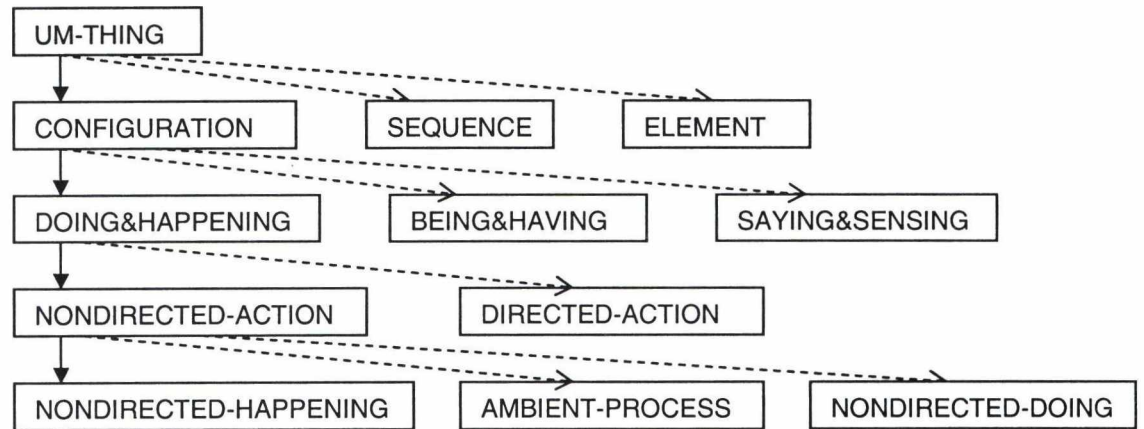 UM-THING
CONFIGURATION SEQUENCE ELEMENT
DOING&HAPPENING BEING&HAVING SAYING&SENSING
NONDIRECTED-ACTION DIRECTED-ACTION
NONDIRECTED-HAPPENING AMBIENT-PROCESS NONDIRECTED-DOING